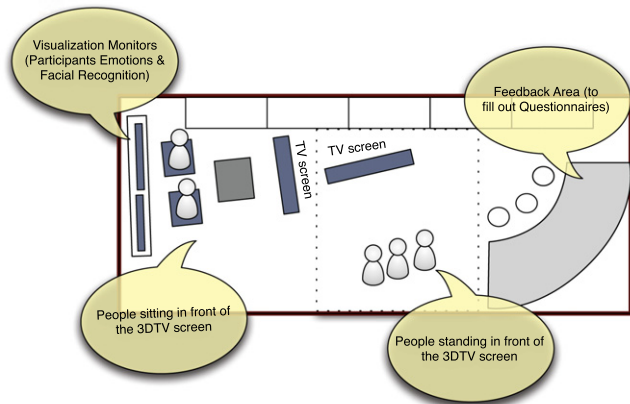 Visualization Monitors
(Participants Emotions &
Facial Recognition)
Feedback Area (to
fill out Questionnaires)
TV screen
TV screen
People sitting in front of
the 3DTV screen
People standing in front of
the 3DTV screen